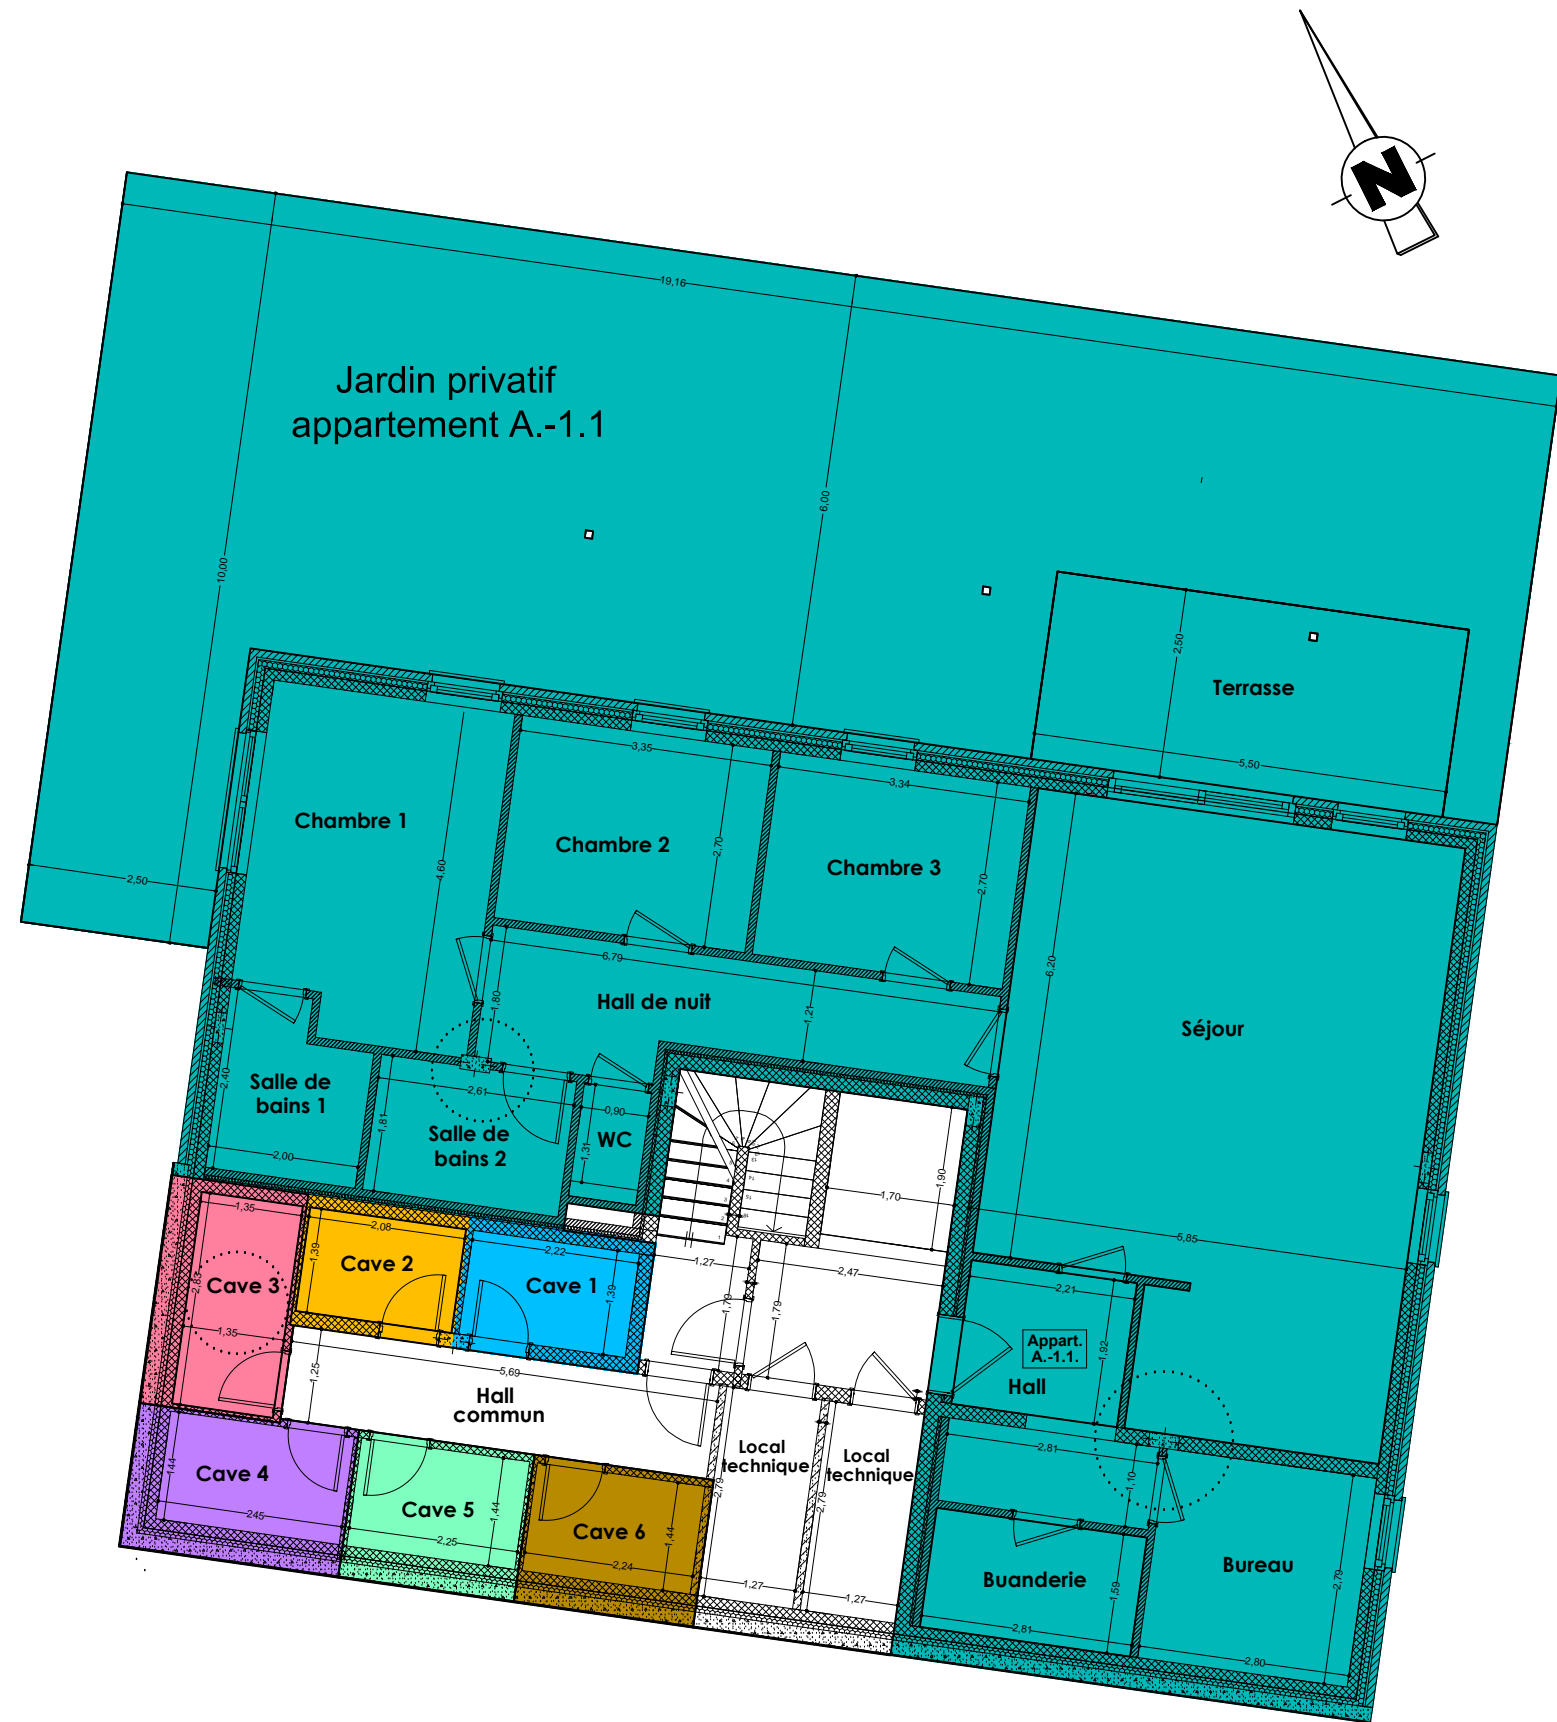 N
19,16
Jardin privatif
appartement A.-1.1
6,00
10,00
2,50
Terrasse
5,50
2,50
3,35
3,34
Chambre 1
Chambre 2
Chambre 3
4,60
2,70
2,70
6,79
6,20
1,80
Hall de nuit
1,21
Séjour
2,40
Salle de
bains 1
2,61
0,90
1,81
Salle de
bains 2
1,31
WC
2,00
1,70
1,90
5,85
1,35
2,08
2,22
1,27
2,47
2,21
1,39
Cave 2
Cave 3
2,83
Cave 1
1,39
1,79
1,79
1,35
1,25
5,69
Appart.
A.-1.1.
1,92
Hall
Hall
commun
Local
technique
Local
technique
2,81
1,10
144
Cave 4
245
Cave 5
1,44
2,25
Cave 6
1,44
2,24
2,79
2,79
1,27
1,27
Buanderie
1,59
2,81
Bureau
2,79
2,80